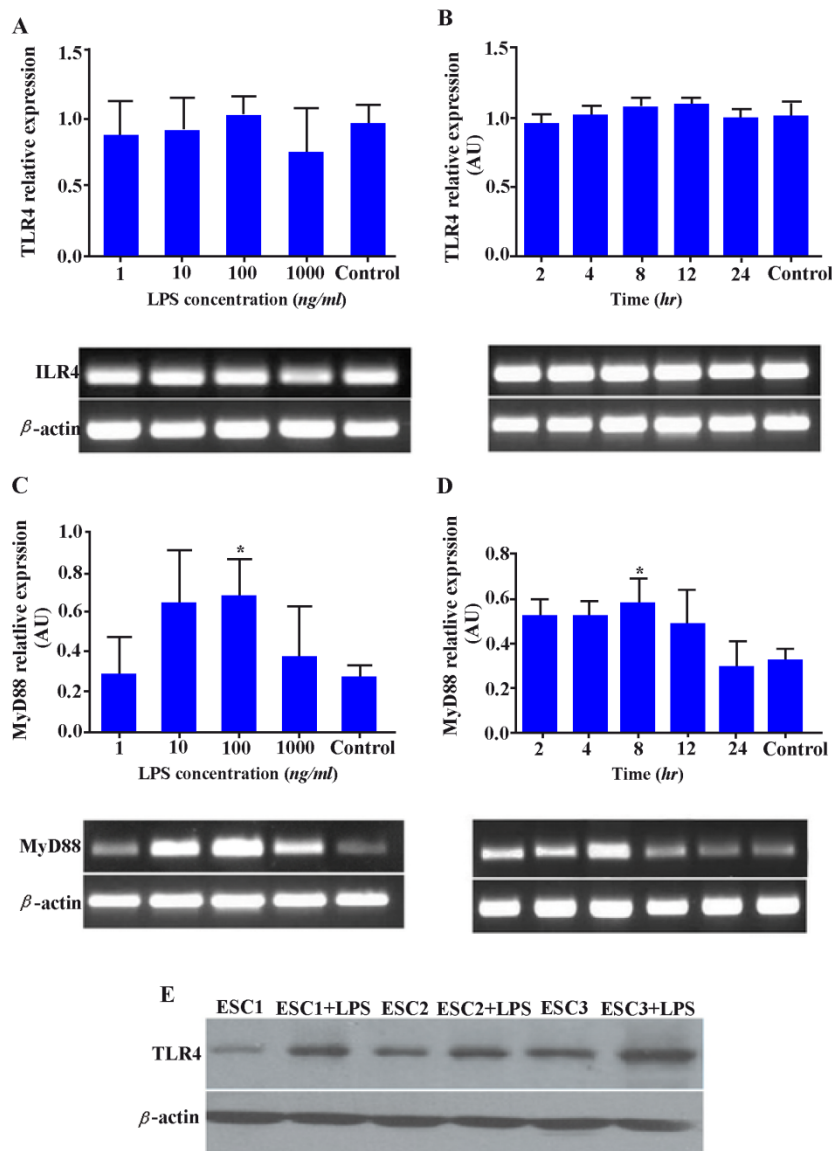 A
TLR4 relative expression
(AU)
1.5
1.0
0.5
0.0
1 10 100 1000 Control
LPS concentration (ng/ml)
B
TLR4 relative expression
(AU)
1.5
1.0
0.5
0.0
2 4 8 12 24 Control
Time (hr)
ILR4
β-actin
C
MyD88 relatlive exprssion
(AU)
1.0
0.8
0.6
0.4
0.2
0.0
*
1 10 100 1000 Control
LPS concentration (ng/ml)
D
MyD88 relative exprssion
(AU)
0.8
0.6
0.4
0.2
0.0
*
2 4 8 12 24 Control
Time (hr)
MyD88
β-actin
E
ESC1 ESC1+LPS ESC2 ESC2+LPS ESC3 ESC3+LPS
TLR4
β-actin